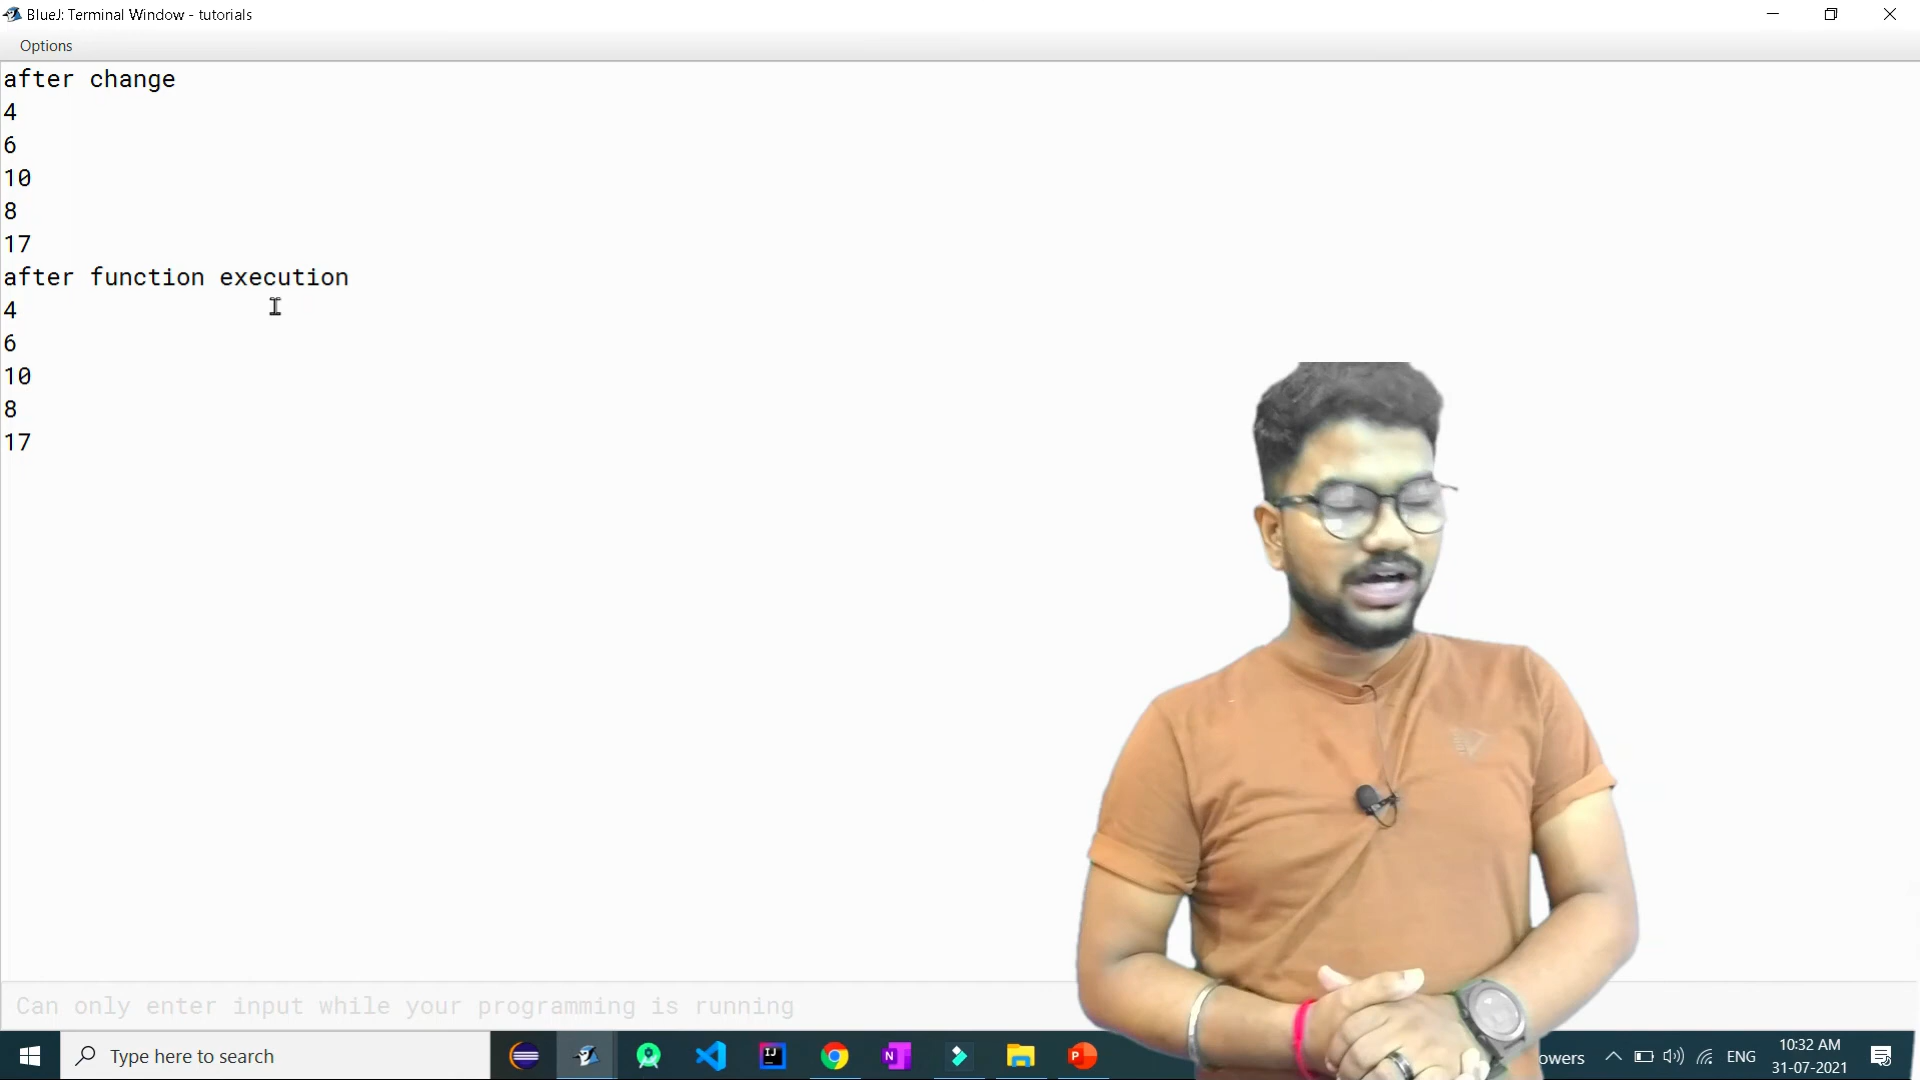 BlueJ: Terminal Window - tutorials
Options
after change
4
6
10
8
17
after function execution
4
6
10
8
17
Can only enter input while your programming is running
Type here to search
owers
ENG
10:32 AM
31-07-2021